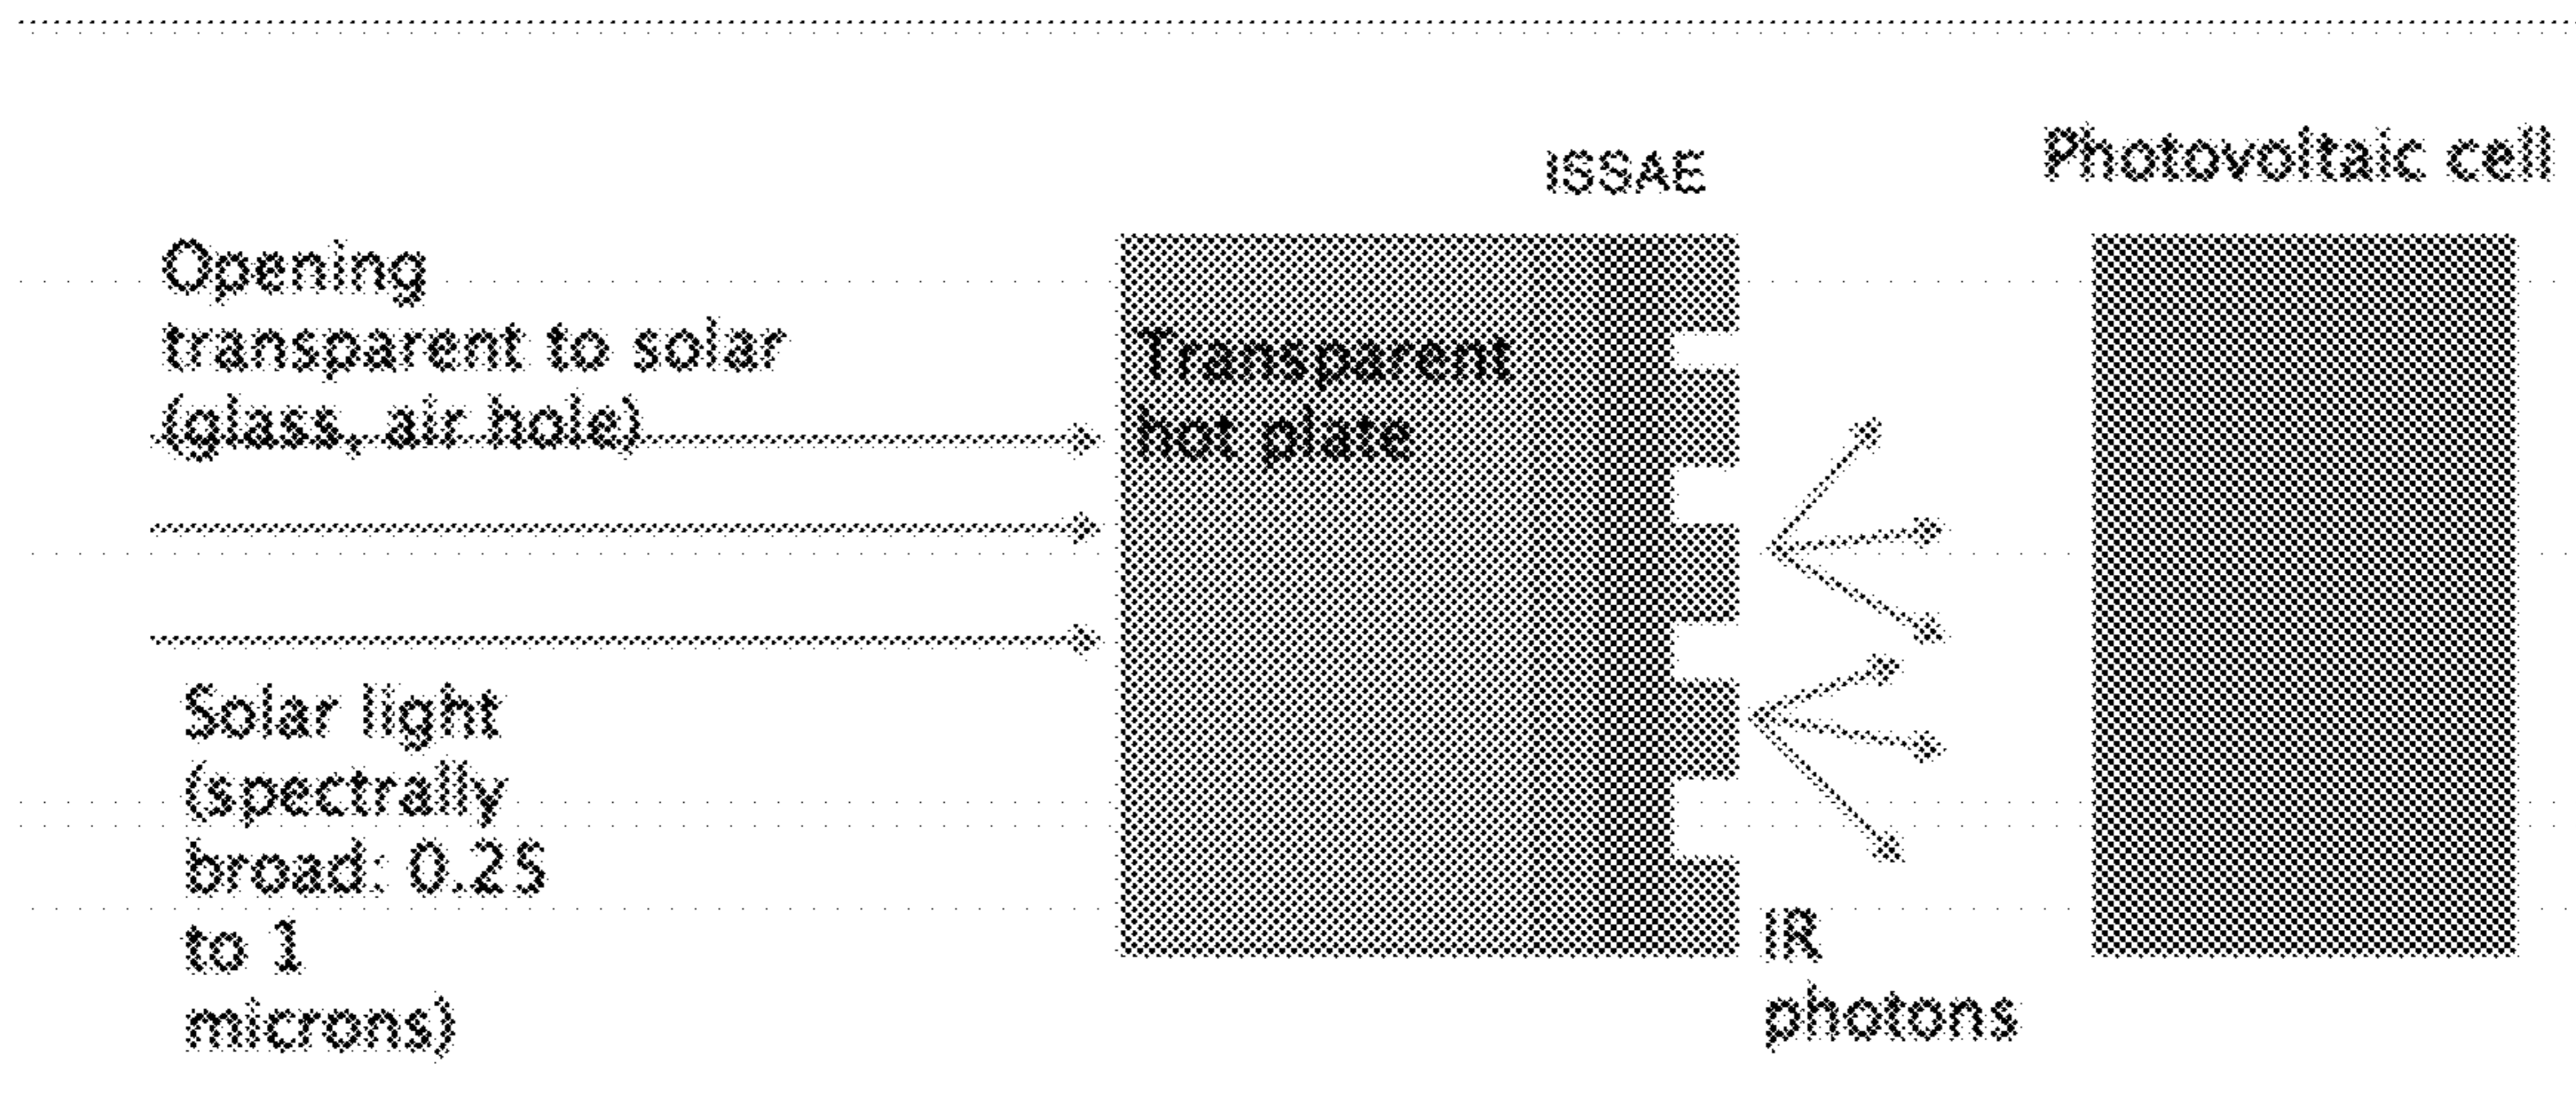 ISSAE
Photovoltaic cell
Opening
transparent to solar
(glass, air hole)
Transparent
hot plate
Solar light
(spectrally
broad: 0.25
to 1
microns)
IR
photons